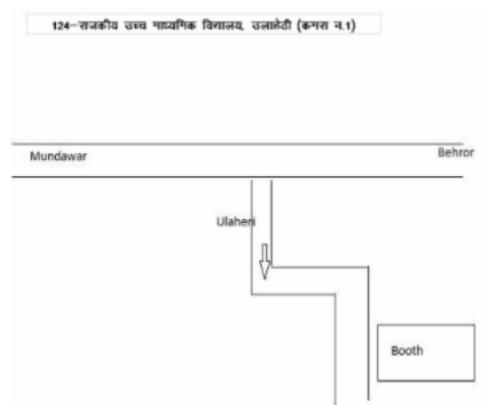 124-राजकीय उच्च माध्यमिक विद्यालय, उलाहेडी (कमरा न.1)
Mundawar
Behror
Ulaheri
Booth